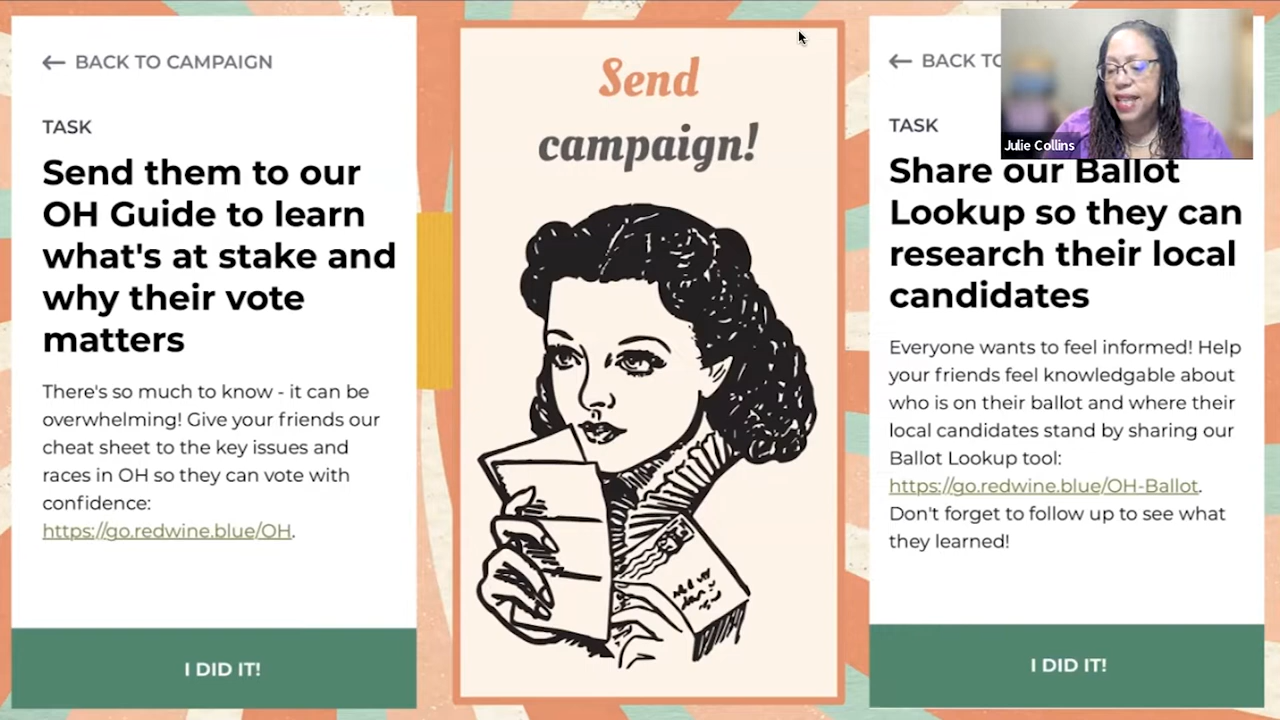 ← BACK TO CAMPAIGN
TASK
Send them to our
OH Guide to learn
what's at stake and
why their vote
matters
There's so much to know - it can be
overwhelming! Give your friends our
cheat sheet to the key issues and
races in OH so they can vote with
confidence:
https://go.redwine.blue/OH.
I DID IT!
Send
campaign!
← BACK TO
TASK
Share our Ballot
Lookup so they can
research their local
candidates
Everyone wants to feel informed! Help
your friends feel knowledgable about
who is on their ballot and where their
local candidates stand by sharing our
Ballot Lookup tool:
https://go.redwine.blue/OH-Ballot.
Don't forget to follow up to see what
they learned!
I DID IT!
Julie Collins